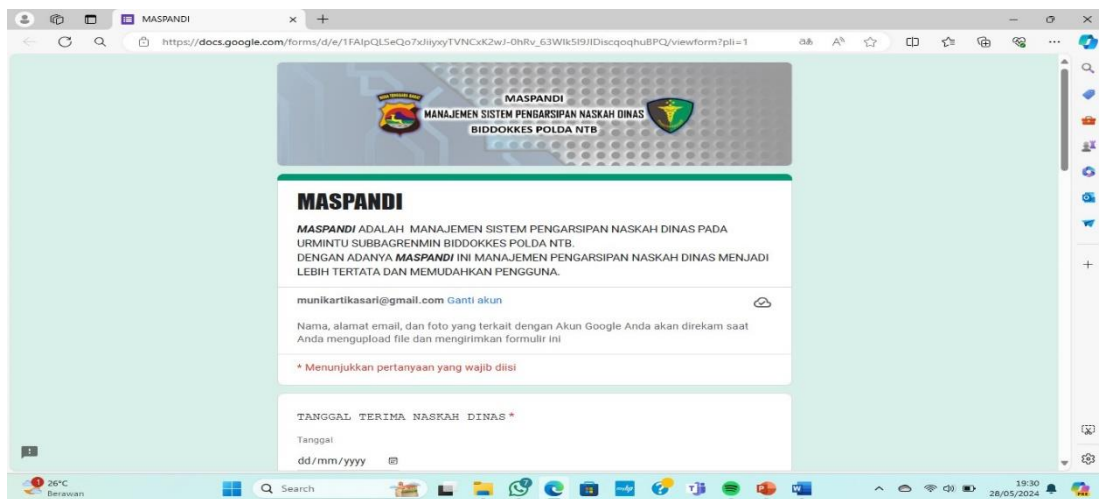 MASPANDI
https://docs.google.com/forms/d/e/1FAIpQLSeQo7xJiiyxyTVNCxK2wJ-0hRv_63Wlk5I9JIDiscqoqhuBPQ/viewform?pli=1
MASPANDI
MANAJEMEN SISTEM PENGARSIPAN NASKAH DINAS
BIDDOKKES POLDA NTB
MASPANDI
MASPANDI ADALAH MANAJEMEN SISTEM PENGARSIPAN NASKAH DINAS PADA
URMINTU SUBBAGRENMIN BIDDOKKES POLDA NTB.
DENGAN ADANYA MASPANDI INI MANAJEMEN PENGARSIPAN NASKAH DINAS MENJADI
LEBIH TERTATA DAN MEMUDAHKAN PENGGUNA.
munikartikasari@gmail.com Ganti akun
Nama, alamat email, dan foto yang terkait dengan Akun Google Anda akan direkam saat
Anda mengupload file dan mengirimkan formulir ini
* Menunjukkan pertanyaan yang wajib diisi
TANGGAL TERIMA NASKAH DINAS *
Tanggal
dd/mm/yyyy
26°C
Berawan
Search
19:30
28/05/2024